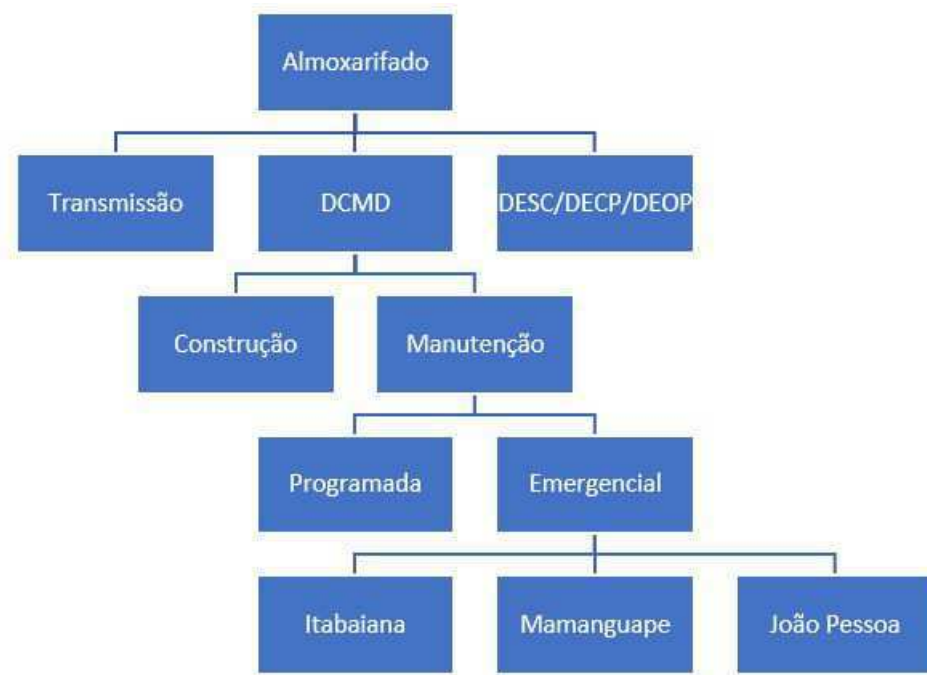 Almoxarifado
Transmissão
DCMD
DESC/DECP/DEOP
Construção
Manutenção
Programada
Emergencial
Itabaiana
Mamanguape
João Pessoa